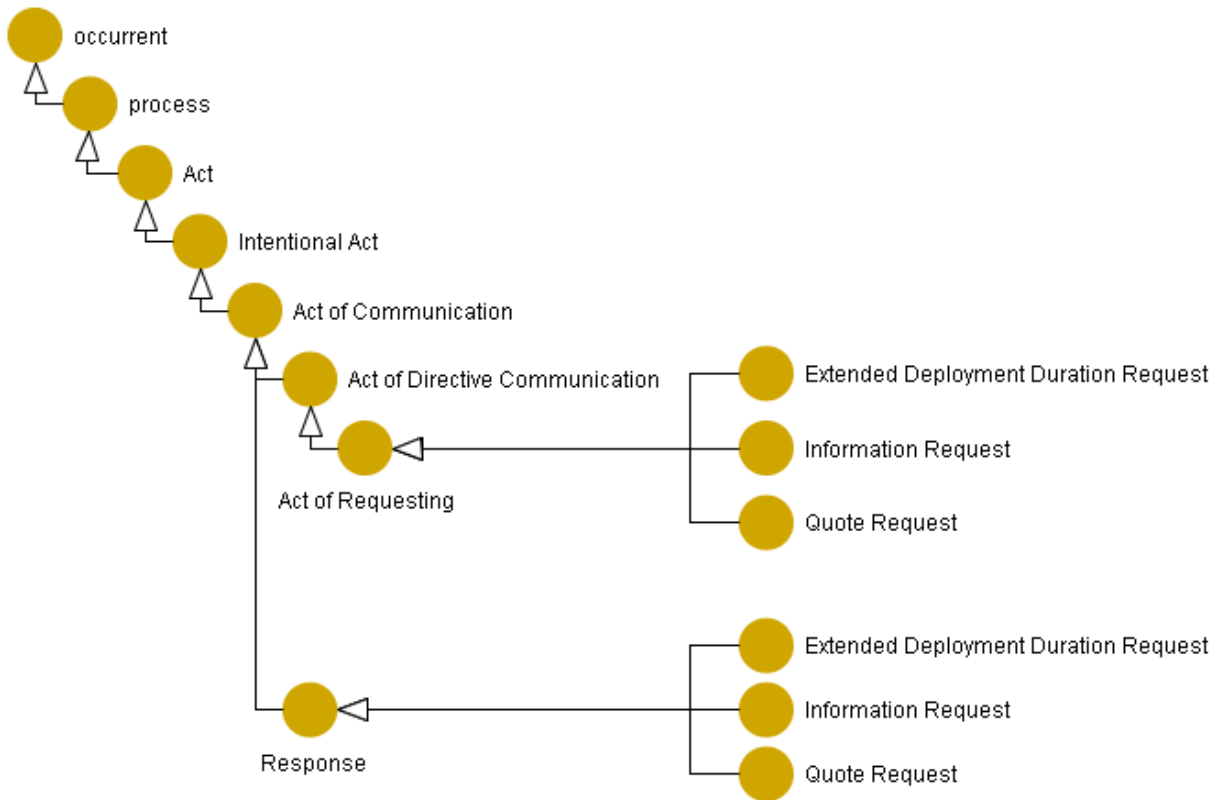 occurrent
process
Act
Intentional Act
Act of Communication
Act of Directive Communication
Act of Requesting
Extended Deployment Duration Request
Information Request
Quote Request
Response
Extended Deployment Duration Request
Information Request
Quote Request